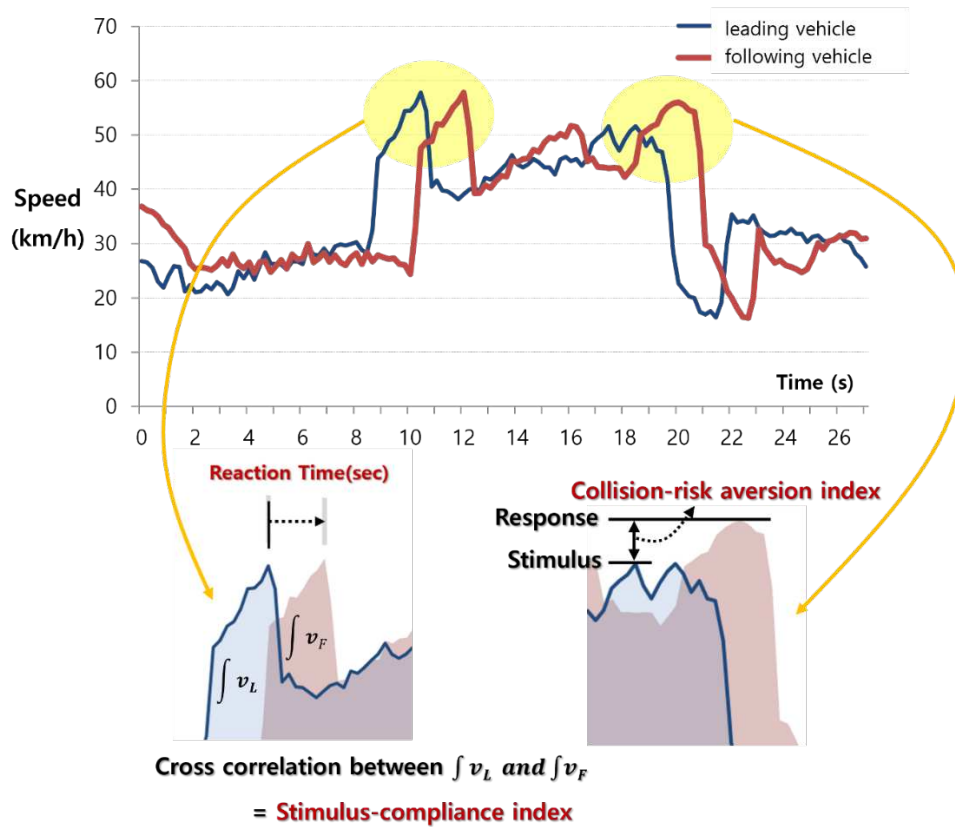 70
leading vehicle
following vehicle
60
50
40
Speed
(km/h)
30
20
10
Time (s)
0
0 2 4 6 8 10 12 14 16 18 20 22 24 26
Reaction Time(sec)
Collision-risk aversion index
Response
Stimulus
∫ v_F
∫ v_L
Cross correlation between ∫ v_L and ∫ v_F
= Stimulus-compliance index